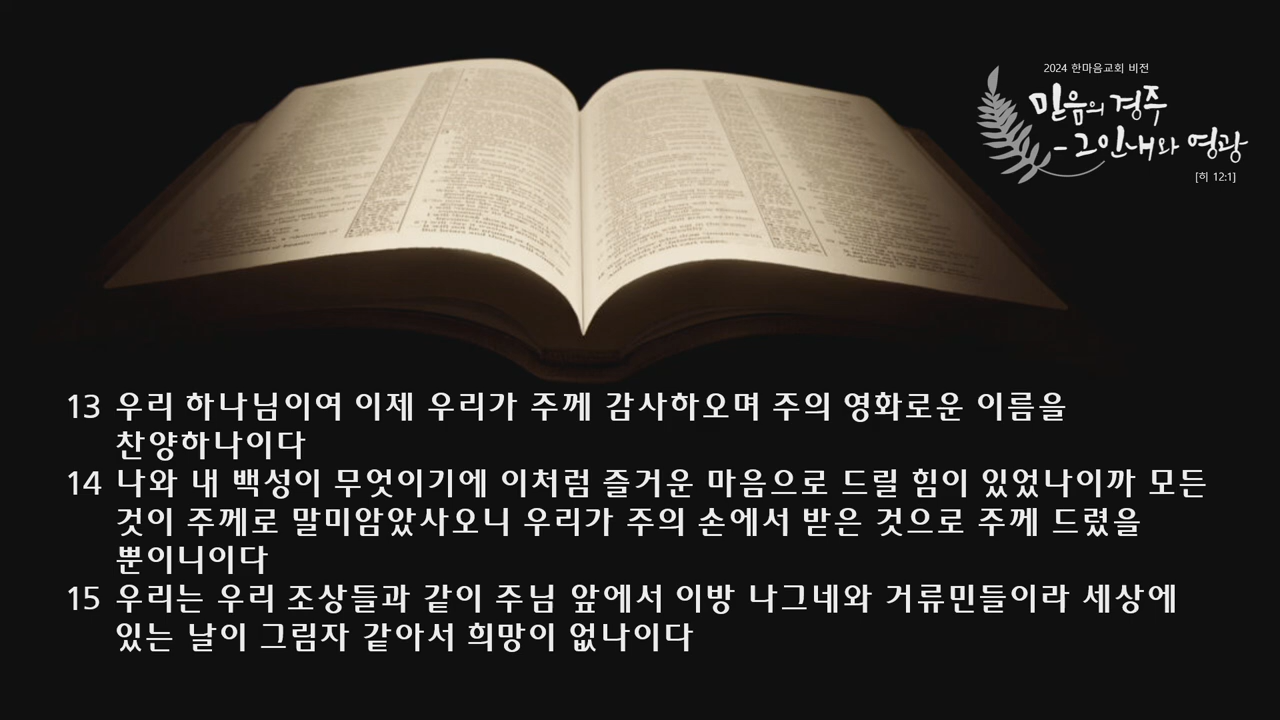 2024 한마음교회 비전
믿음의 경주
- 그 인내와 영광
[히 12:1]
13 우리 하나님이여 이제 우리가 주께 감사하오며 주의 영화로운 이름을
찬양하나이다
14 나와 내 백성이 무엇이기에 이처럼 즐거운 마음으로 드릴 힘이 있었나이까 모든
것이 주께로 말미암았사오니 우리가 주의 손에서 받은 것으로 주께 드렸을
뿐이니이다
15 우리는 우리 조상들과 같이 주님 앞에서 이방 나그네와 거류민들이라 세상에
있는 날이 그림자 같아서 희망이 없나이다